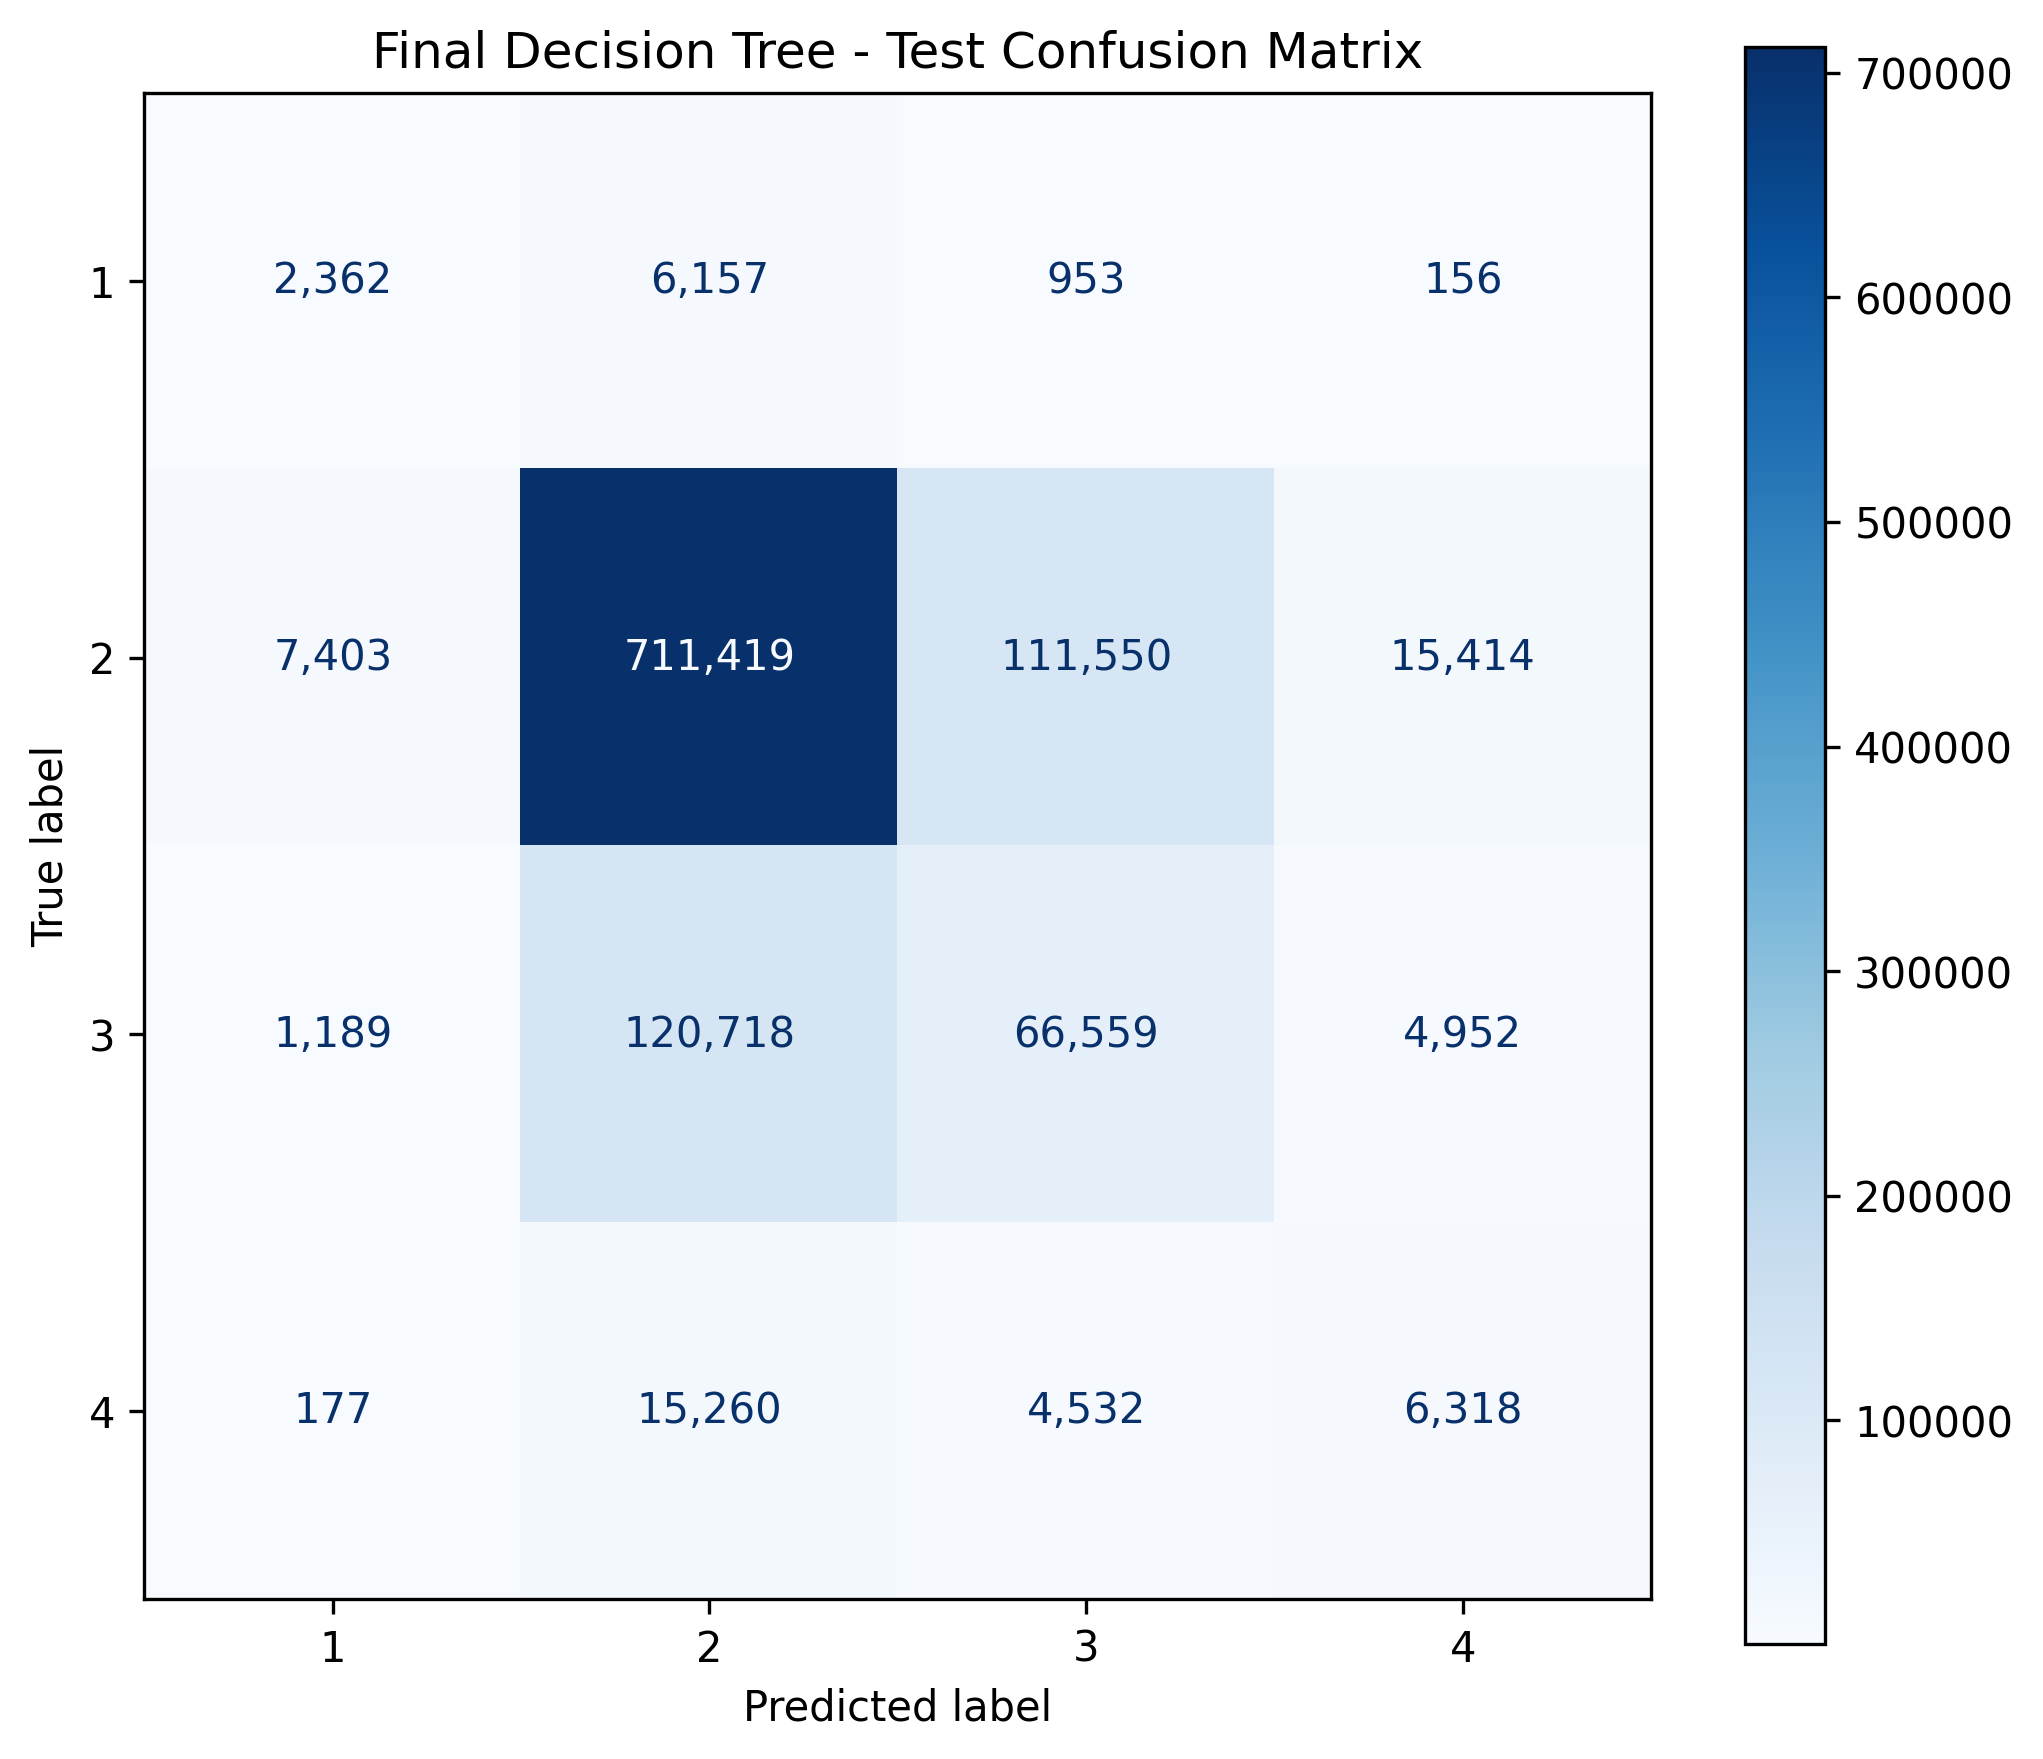 Final Decision Tree - Test Confusion Matrix
1 2,362 6,157 953 156
2 7,403 711,419 111,550 15,414
3 1,189 120,718 66,559 4,952
4 177 15,260 4,532 6,318
1 2 3 4
Predicted label
True label
700000
600000
500000
400000
300000
200000
100000